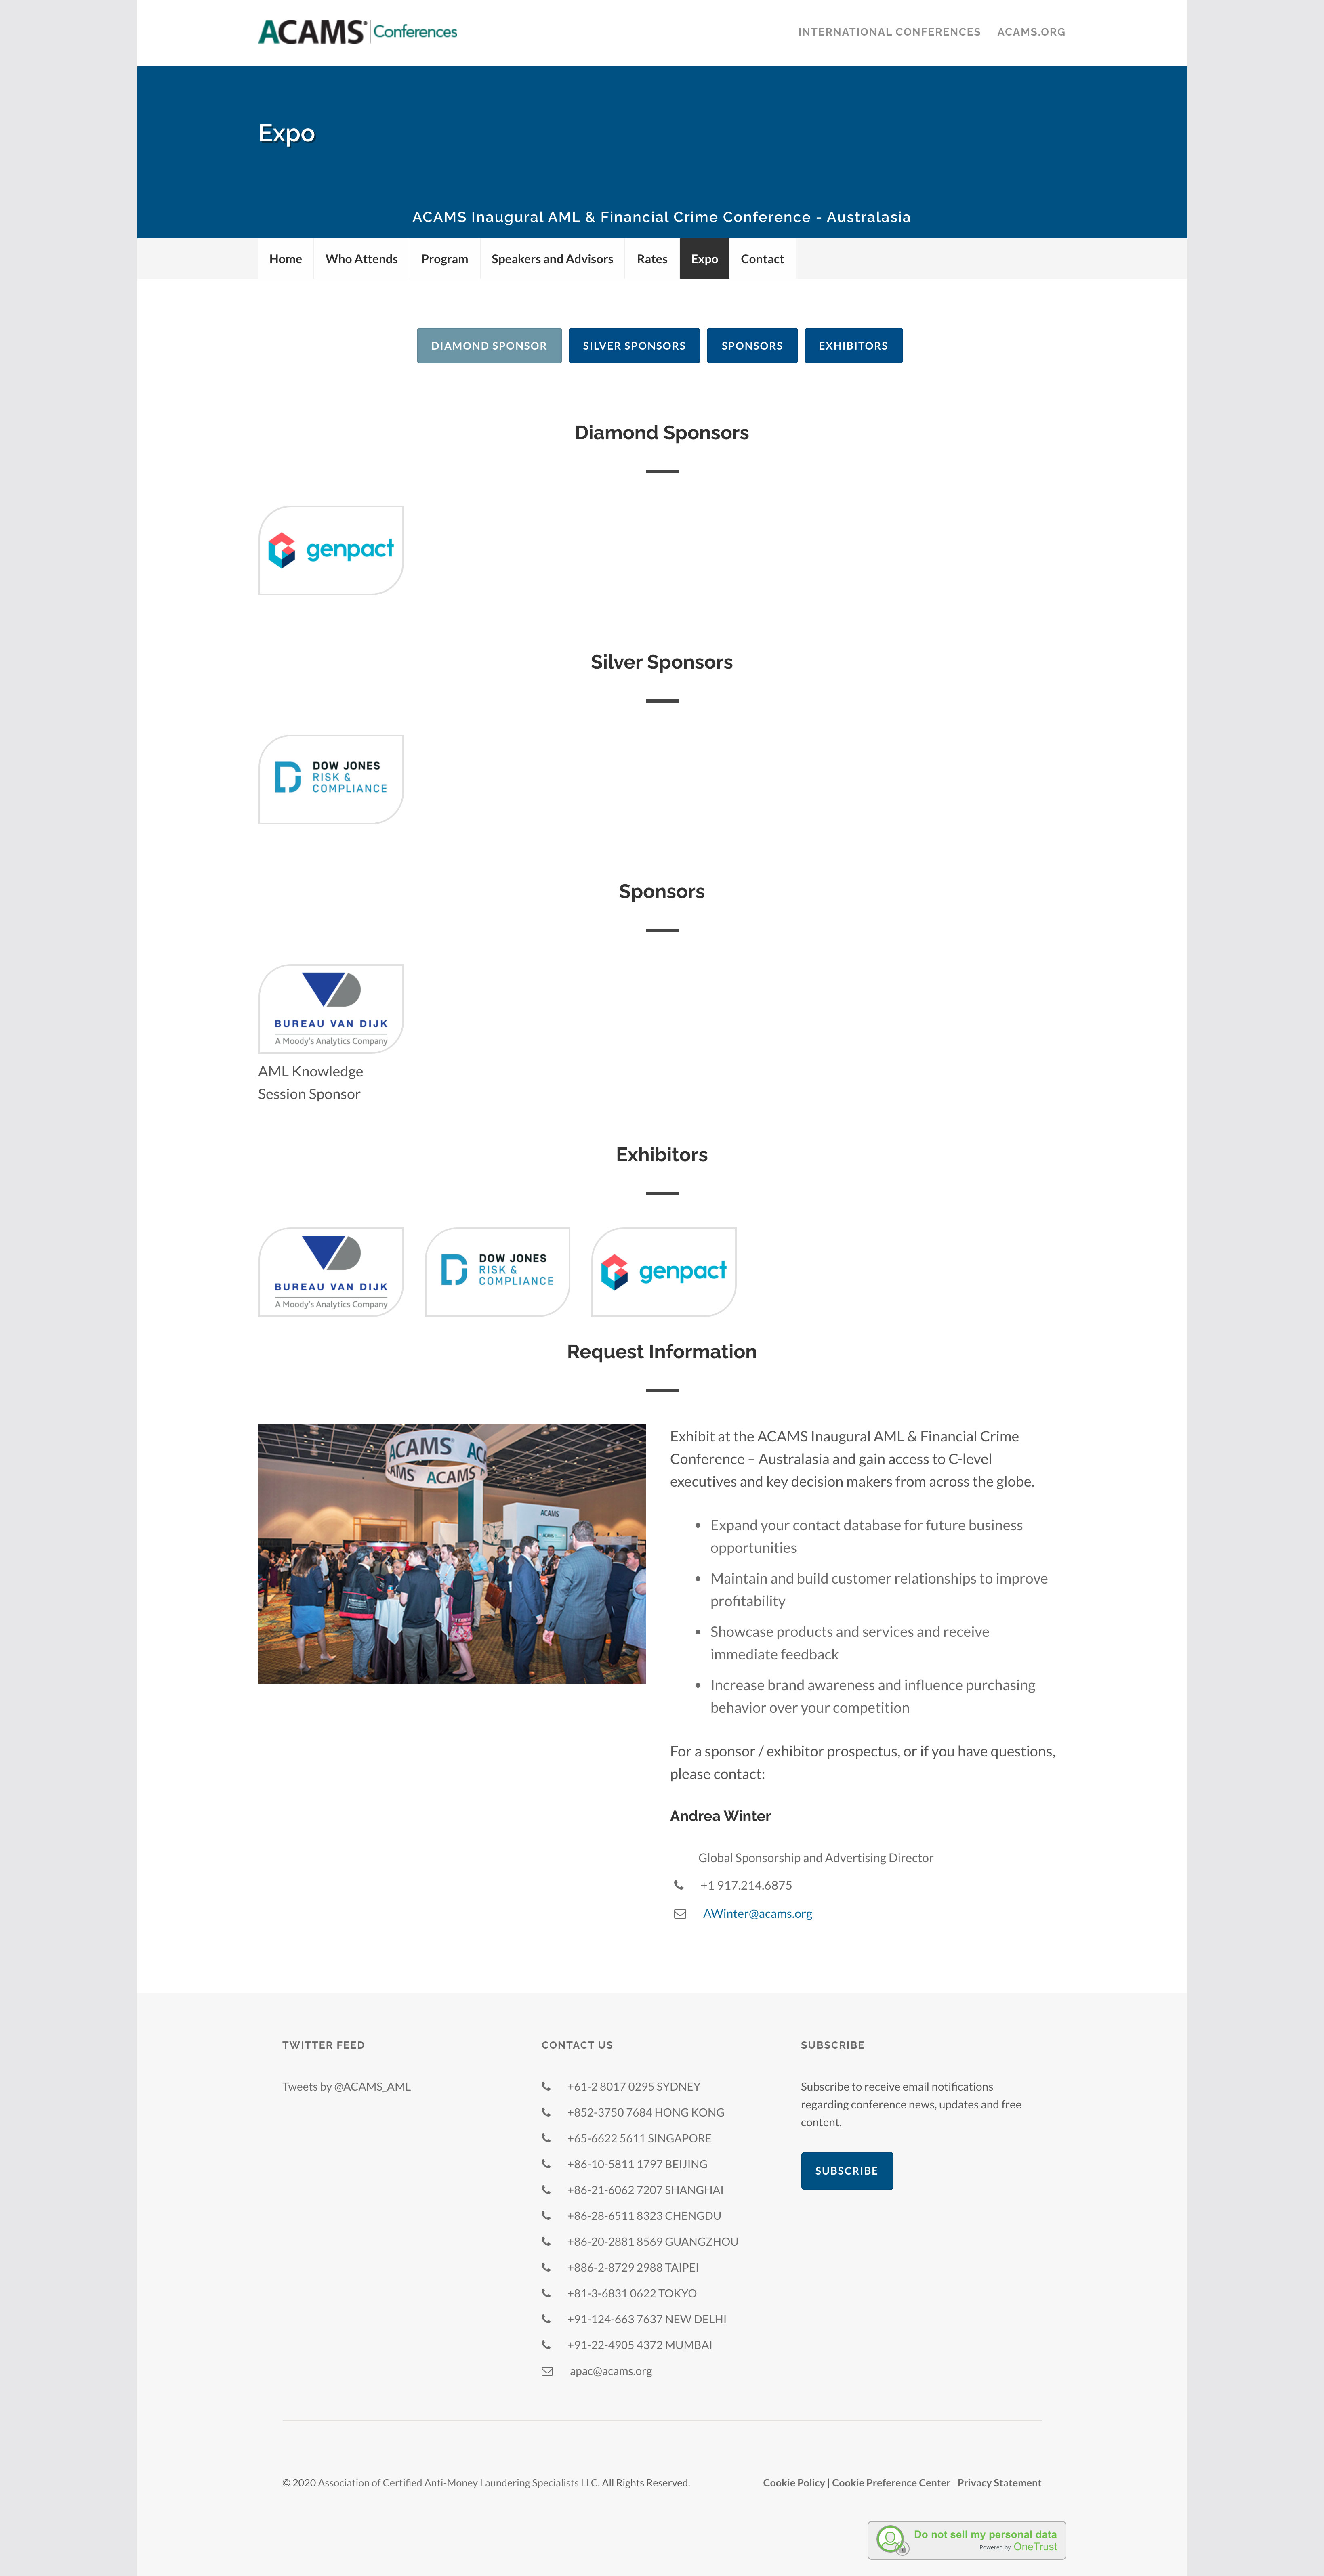 ACAMS® Conferences
INTERNATIONAL CONFERENCES ACAMS.ORG
Expo
ACAMS Inaugural AML & Financial Crime Conference - Australasia
Home Who Attends Program Speakers and Advisors Rates Expo Contact
DIAMOND SPONSOR SILVER SPONSORS SPONSORS EXHIBITORS
Diamond Sponsors
genpact
Silver Sponsors
DOW JONES
RISK &
COMPLIANCE
Sponsors
BUREAU VAN DIJK
A Moody's Analytics Company
AML Knowledge
Session Sponsor
Exhibitors
BUREAU VAN DIJK
A Moody's Analytics Company
DOW JONES
RISK &
COMPLIANCE
genpact
Request Information
ACAMS AC
AMS ACAMS
ACAMS
Exhibit at the ACAMS Inaugural AML & Financial Crime
Conference – Australasia and gain access to C-level
executives and key decision makers from across the globe.
• Expand your contact database for future business
opportunities
• Maintain and build customer relationships to improve
profitability
• Showcase products and services and receive
immediate feedback
• Increase brand awareness and influence purchasing
behavior over your competition
For a sponsor / exhibitor prospectus, or if you have questions,
please contact:
Andrea Winter
Global Sponsorship and Advertising Director
+1 917.214.6875
AWinter@acams.org
TWITTER FEED
Tweets by @ACAMS_AML
CONTACT US
+61-2 8017 0295 SYDNEY
+852-3750 7684 HONG KONG
+65-6622 5611 SINGAPORE
+86-10-5811 1797 BEIJING
+86-21-6062 7207 SHANGHAI
+86-28-6511 8323 CHENGDU
+86-20-2881 8569 GUANGZHOU
+886-2-8729 2988 TAIPEI
+81-3-6831 0622 TOKYO
+91-124-663 7637 NEW DELHI
+91-22-4905 4372 MUMBAI
apac@acams.org
SUBSCRIBE
Subscribe to receive email notifications
regarding conference news, updates and free
content.
SUBSCRIBE
© 2020 Association of Certified Anti-Money Laundering Specialists LLC. All Rights Reserved.
Cookie Policy | Cookie Preference Center | Privacy Statement
Do not sell my personal data
Powered by OneTrust